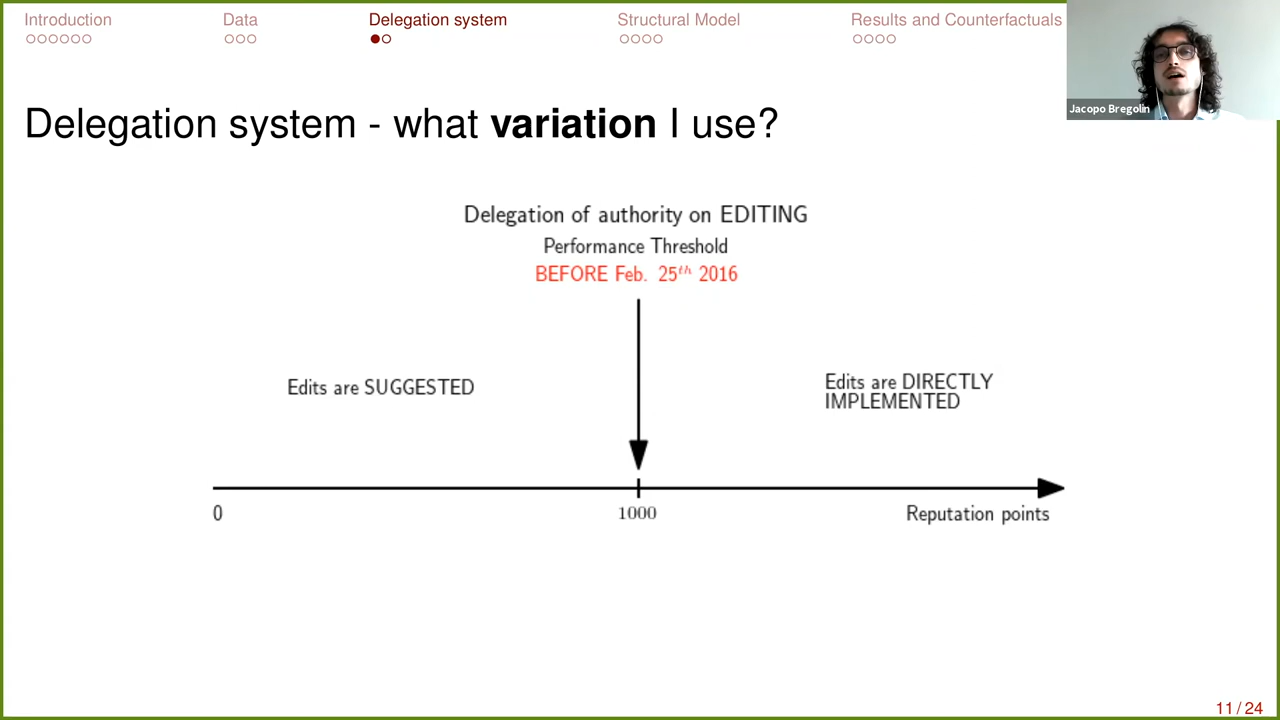 Introduction
Data
Delegation system
Structural Model
Results and Counterfactuals
Jacopo Bregolin
Delegation system - what variation I use?
Delegation of authority on EDITING
Performance Threshold
BEFORE Feb. 25th 2016
Edits are SUGGESTED
Edits are DIRECTLY
IMPLEMENTED
0
1000
Reputation points
11 / 24